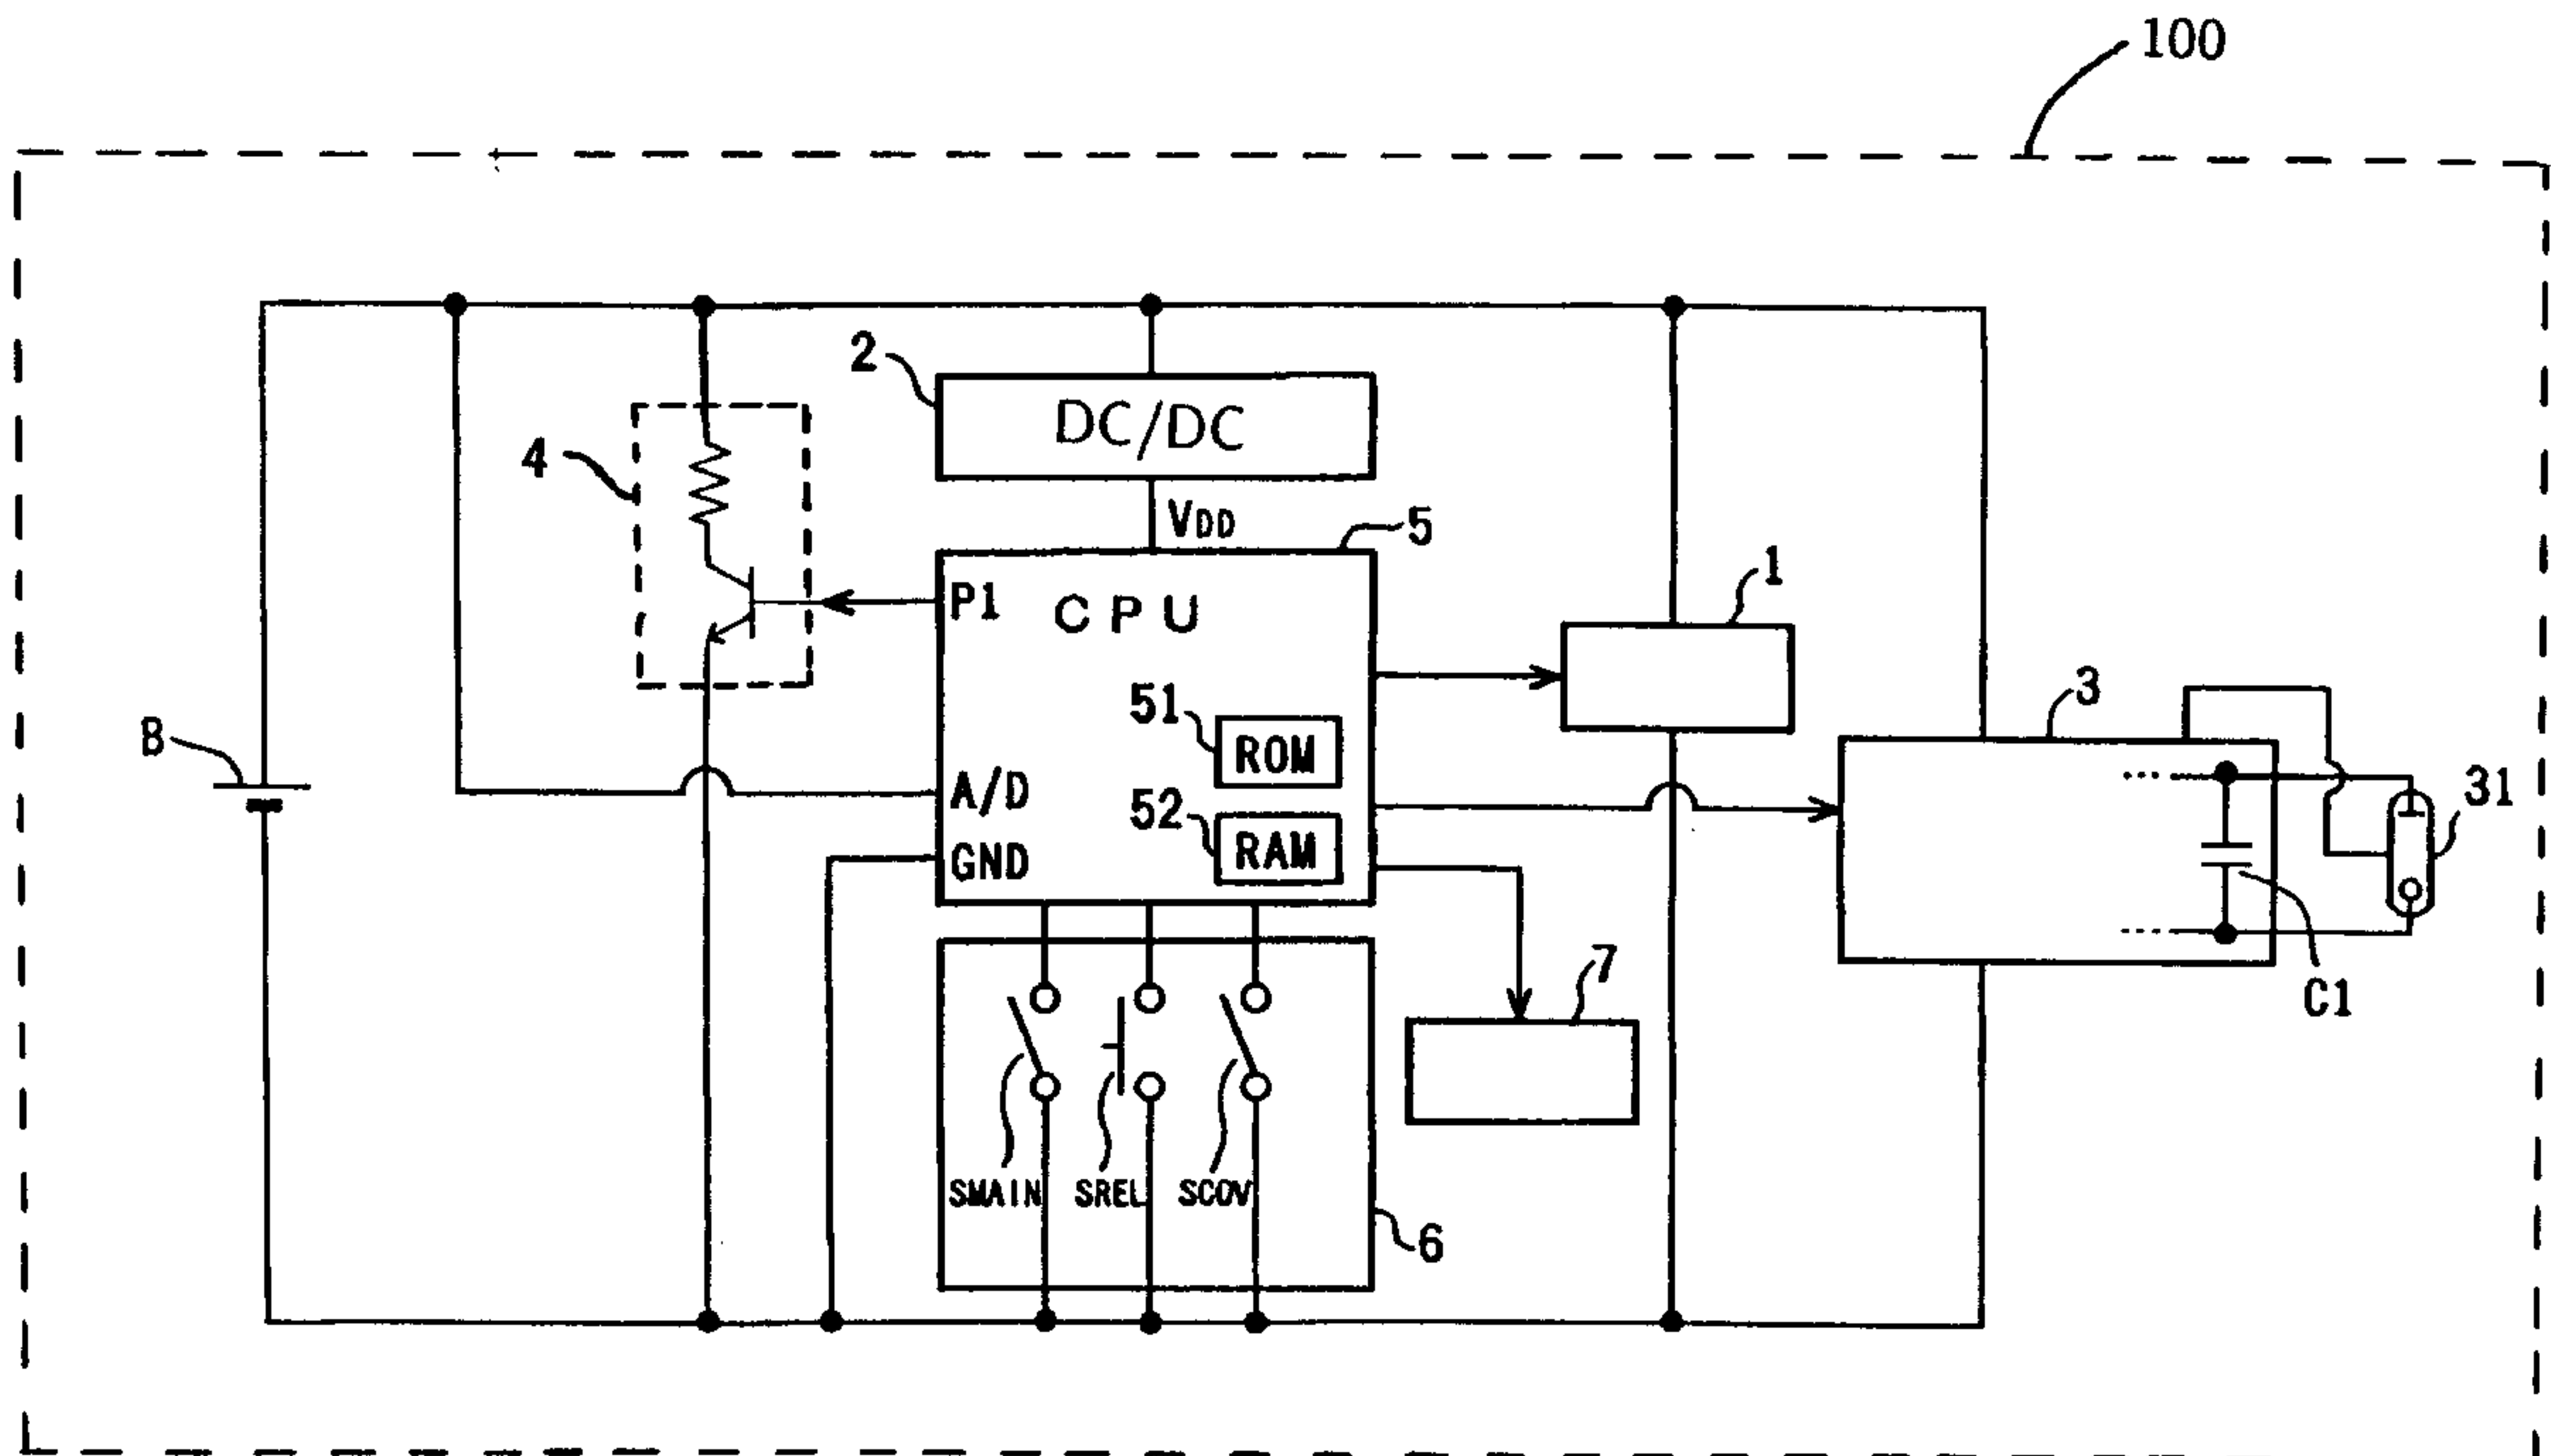 100
2
DC/DC
4
VDD
5
P1
CPU
1
51
ROM
3
B
A/D
31
52
RAM
GND
7
C1
SMAIN
SREL
SCOV
6